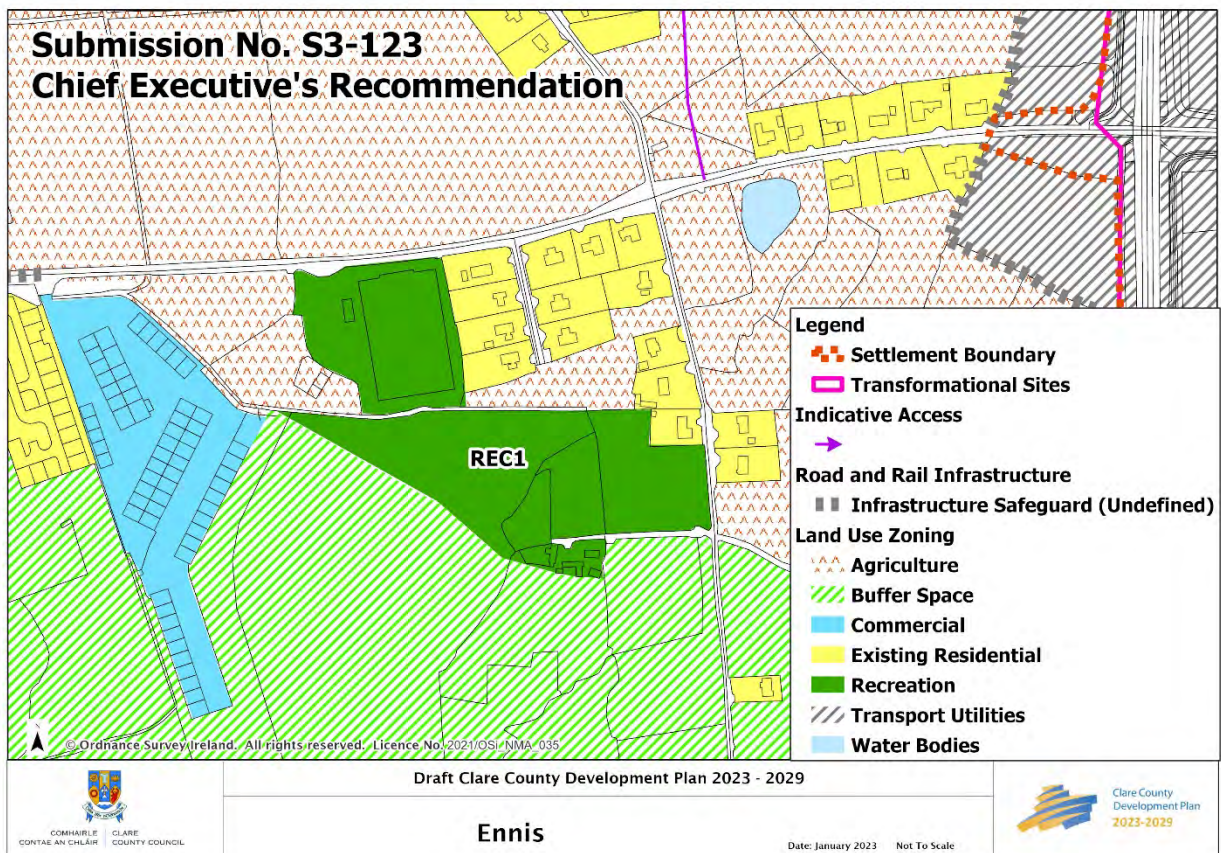 Submission No. S3-123
Chief Executive's Recommendation
REC1
Legend
Settlement Boundary
Transformational Sites
Indicative Access
Road and Rail Infrastructure
Infrastructure Safeguard (Undefined)
Land Use Zoning
Agriculture
Buffer Space
Commercial
Existing Residential
Recreation
Transport Utilities
Water Bodies
© Ordnance Survey Ireland. All rights reserved. Licence No. 2021/OSI_NMA_035
COMHAIRLE
CONTAE AN CHLÁIR
CLARE
COUNTY COUNCIL
Draft Clare County Development Plan 2023 - 2029
Ennis
Date: January 2023 Not To Scale
Clare County
Development Plan
2023-2029